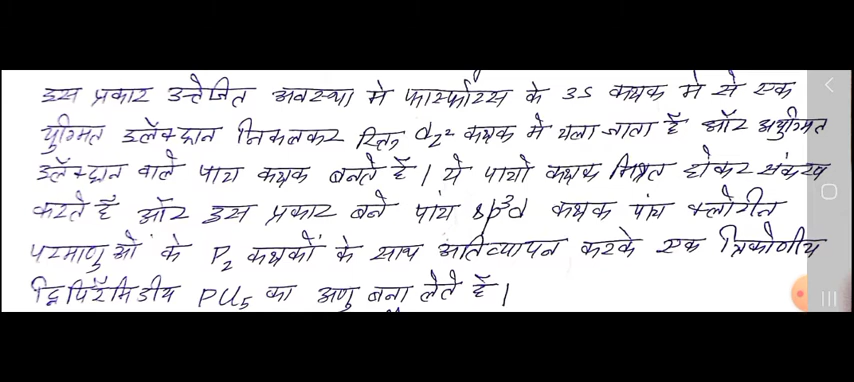 इस प्रकार उत्तेजित अवस्था मे फास्फोरस के 3s कक्षक मे से एक
युग्मित इलैक्ट्रान निकलकर रिक्त dz² कक्षक मे चला जाता है और अयुग्मित
इलैक्ट्रान वाले पाच कक्षक बनते है। ये पाचो कक्षक मिश्रित होकर संकरण
करते है और इस प्रकार बने पांच sp³d कक्षक पांच क्लोरीन
परमाणुओं के Pz कक्षकों के साथ अतिव्यापन करके एक त्रिकोणीय
द्विपिरैमिडीय PCl5 का अणु बना लेते है।